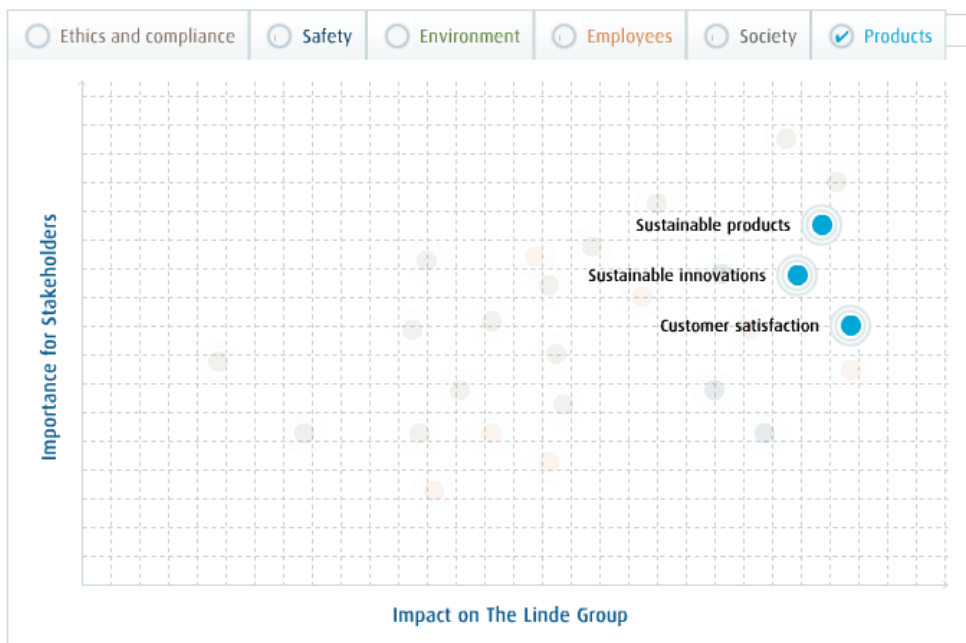 Ethics and compliance Safety Environment Employees Society Products
Importance for Stakeholders
Sustainable products
Sustainable innovations
Customer satisfaction
Impact on The Linde Group